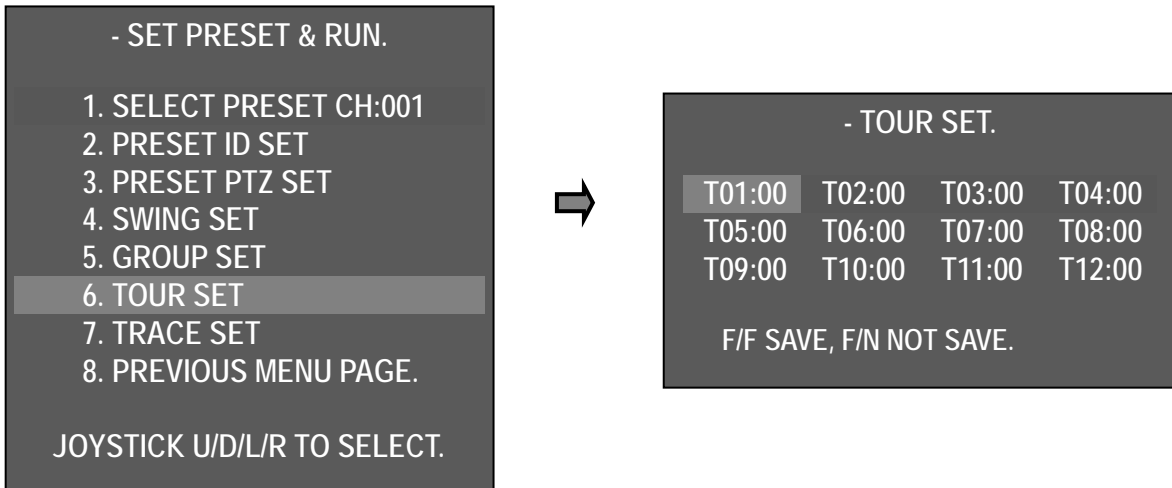 - SET PRESET & RUN.
1. SELECT PRESET CH:001
2. PRESET ID SET
3. PRESET PTZ SET
4. SWING SET
5. GROUP SET
6. TOUR SET
7. TRACE SET
8. PREVIOUS MENU PAGE.
JOYSTICK U/D/L/R TO SELECT.
- TOUR SET.
T01:00 T02:00 T03:00 T04:00
T05:00 T06:00 T07:00 T08:00
T09:00 T10:00 T11:00 T12:00
F/F SAVE, F/N NOT SAVE.